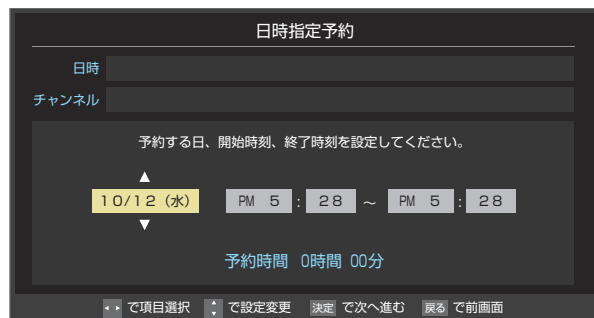 日時指定予約
日時
チャンネル
予約する日、開始時刻、終了時刻を設定してください。
▲
10/12(水) PM 5 : 28 ～ PM 5 : 28
▼
予約時間 0時間 00分
で項目選択 で設定変更 決定 で次へ進む 戻る で前画面